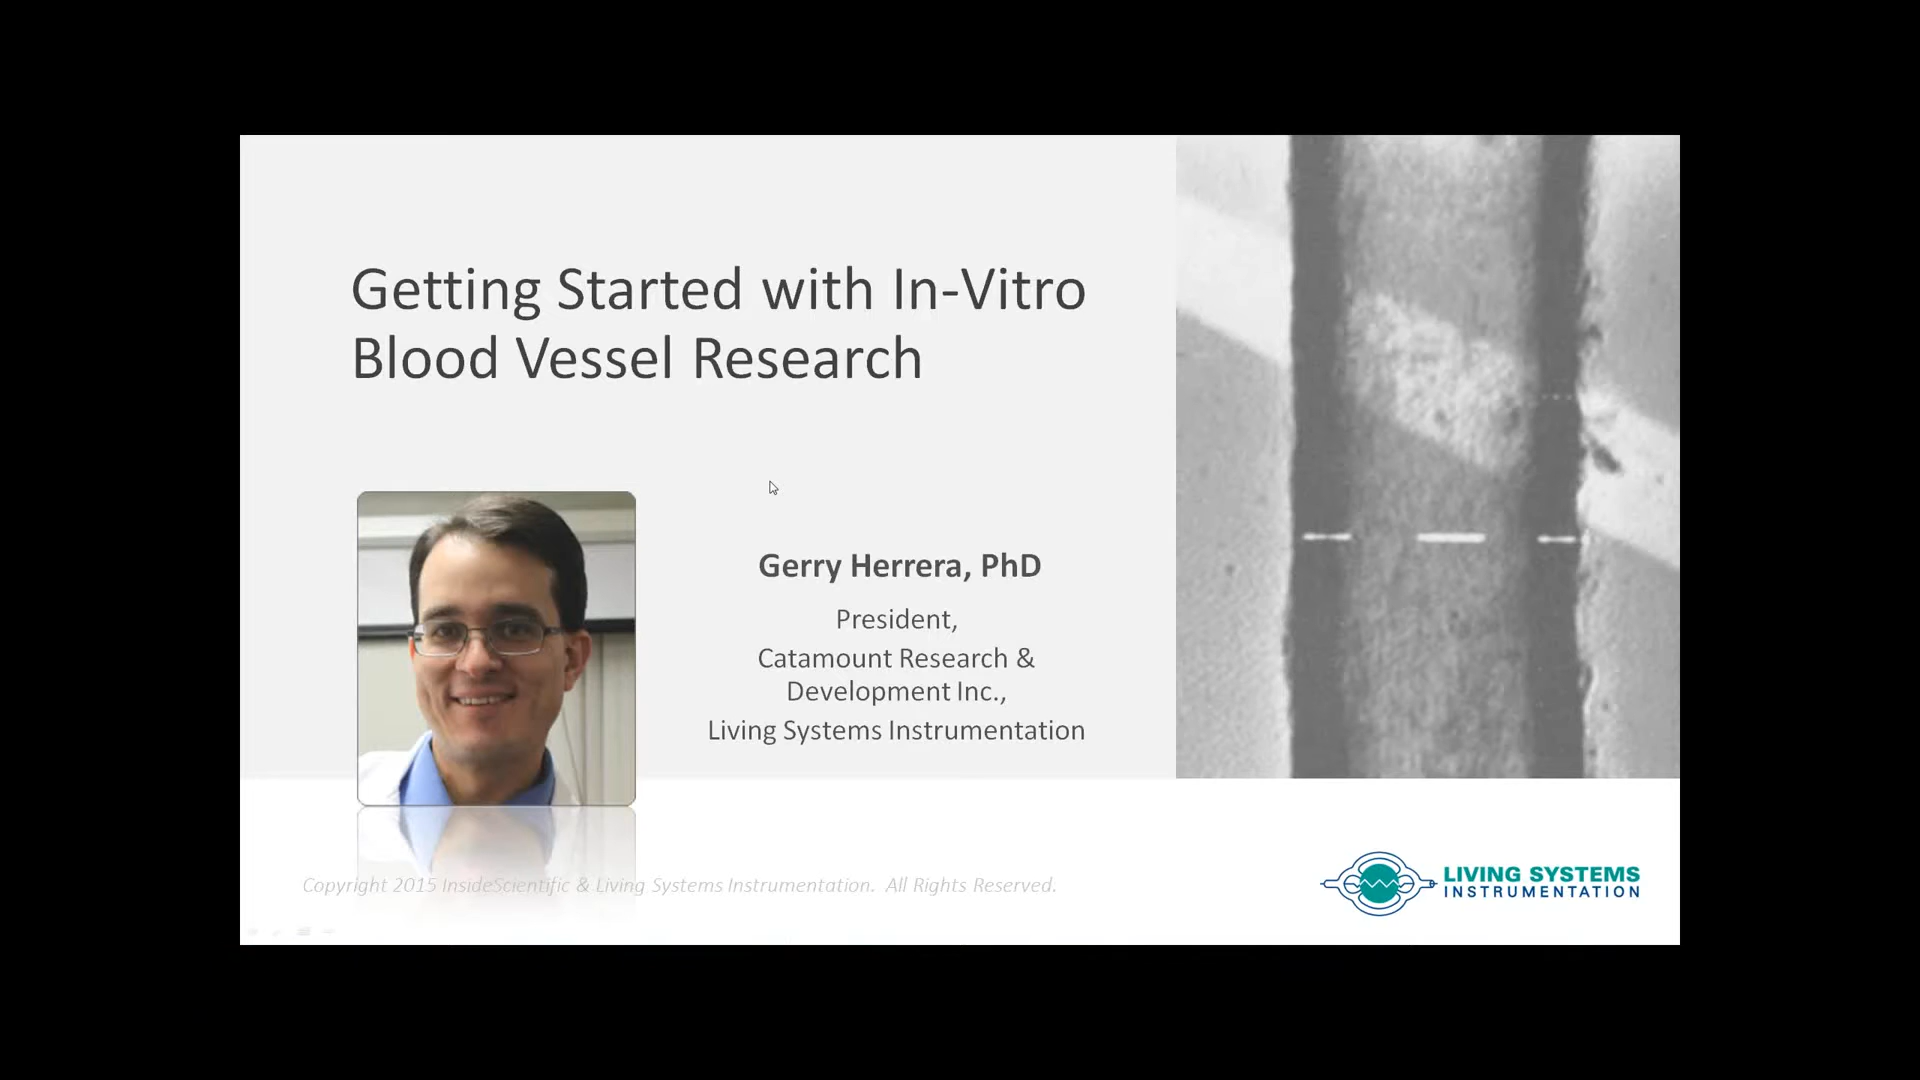 Getting Started with In-Vitro
Blood Vessel Research
Gerry Herrera, PhD
President,
Catamount Research &
Development Inc.,
Living Systems Instrumentation
Copyright 2015 InsideScientific & Living Systems Instrumentation.  All Rights Reserved.
LIVING SYSTEMS
INSTRUMENTATION